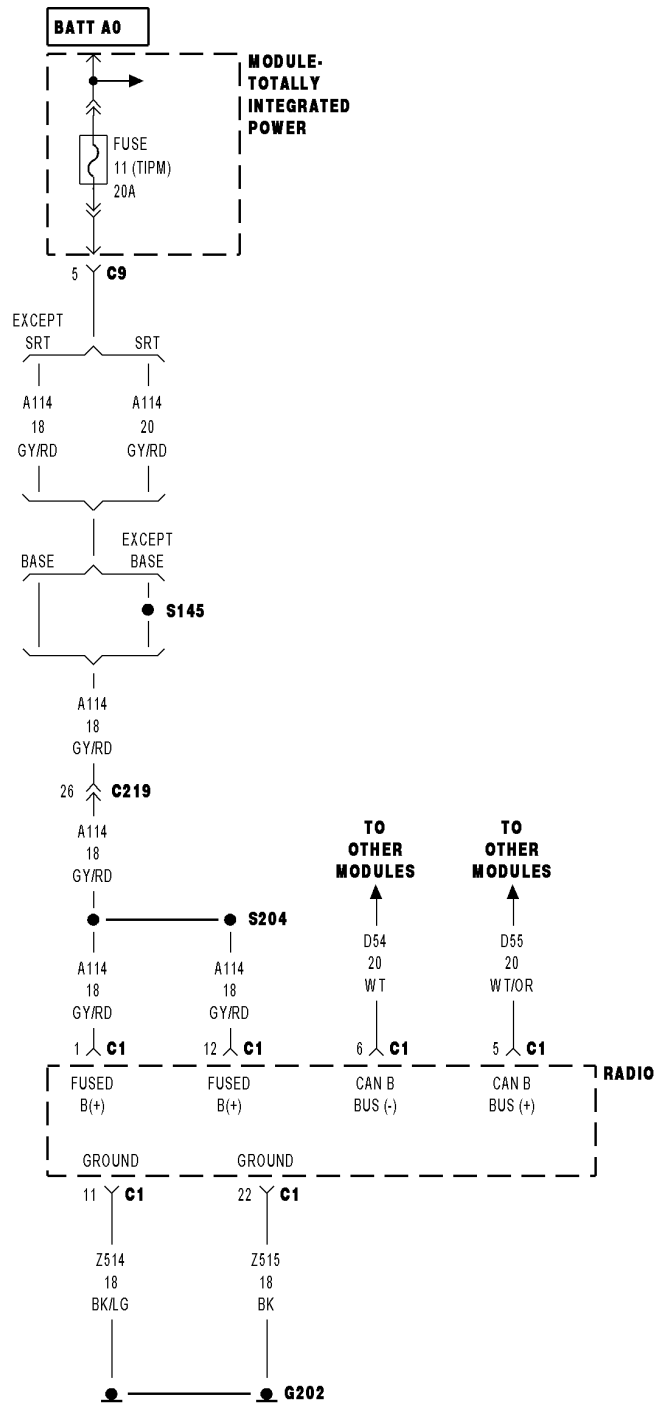 BATT A0
MODULE-
TOTALLY
INTEGRATED
POWER
FUSE
11 (TIPM)
20A
5 C9
EXCEPT
SRT SRT
A114 A114
18 20
GY/RD GY/RD
EXCEPT
BASE BASE
S145
A114
18
GY/RD
26 C219
A114
18
GY/RD
TO TO
OTHER OTHER
MODULES MODULES
S204
A114 A114 D54 D55
18 18 20 20
GY/RD GY/RD WT WT/OR
1 C1 12 C1 6 C1 5 C1
RADIO
FUSED FUSED CAN B CAN B
B(+) B(+) BUS (-) BUS (+)
GROUND GROUND
11 C1 22 C1
Z514 Z515
18 18
BK/LG BK
G202